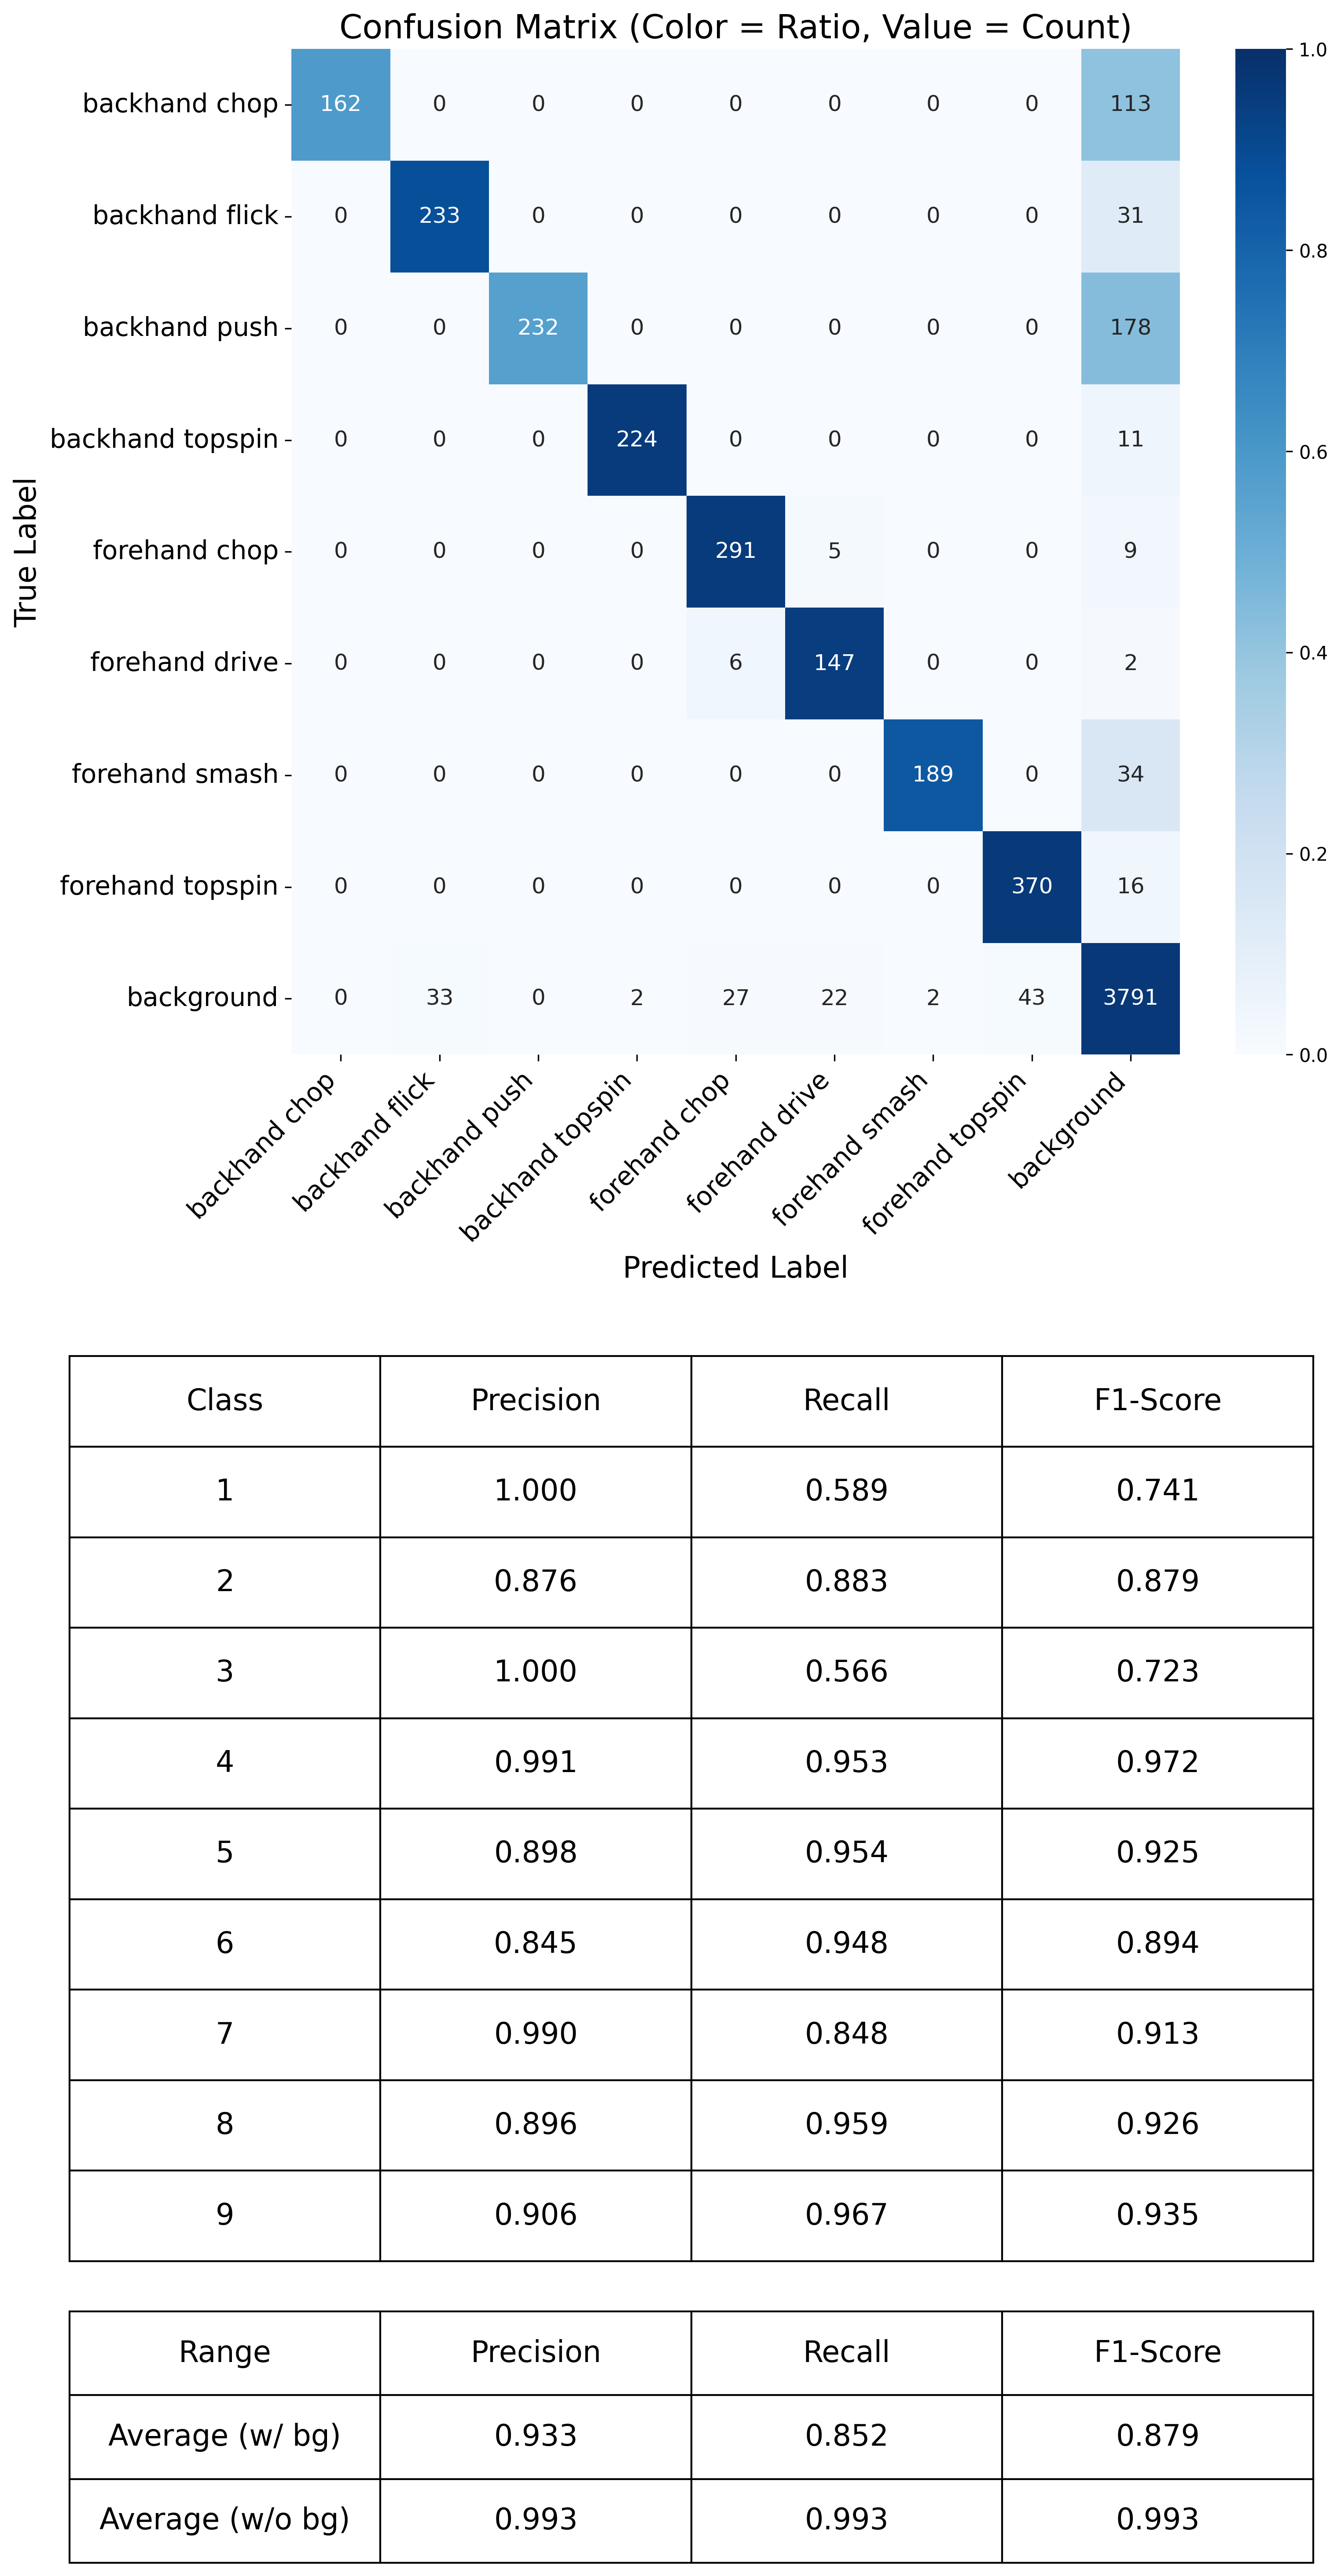 Confusion Matrix (Color = Ratio, Value = Count)
True Label
backhand chop 162 0 0 0 0 0 0 0 113
backhand flick 0 233 0 0 0 0 0 0 31
backhand push 0 0 232 0 0 0 0 0 178
backhand topspin 0 0 0 224 0 0 0 0 11
forehand chop 0 0 0 0 291 5 0 0 9
forehand drive 0 0 0 0 6 147 0 0 2
forehand smash 0 0 0 0 0 0 189 0 34
forehand topspin 0 0 0 0 0 0 0 370 16
background 0 33 0 2 27 22 2 43 3791
backhand chop
backhand flick
backhand push
backhand topspin
forehand chop
forehand drive
forehand smash
forehand topspin
background
Predicted Label
1.0
0.8
0.6
0.4
0.2
0.0
Class Precision Recall F1-Score
1 1.000 0.589 0.741
2 0.876 0.883 0.879
3 1.000 0.566 0.723
4 0.991 0.953 0.972
5 0.898 0.954 0.925
6 0.845 0.948 0.894
7 0.990 0.848 0.913
8 0.896 0.959 0.926
9 0.906 0.967 0.935
Range Precision Recall F1-Score
Average (w/ bg) 0.933 0.852 0.879
Average (w/o bg) 0.993 0.993 0.993